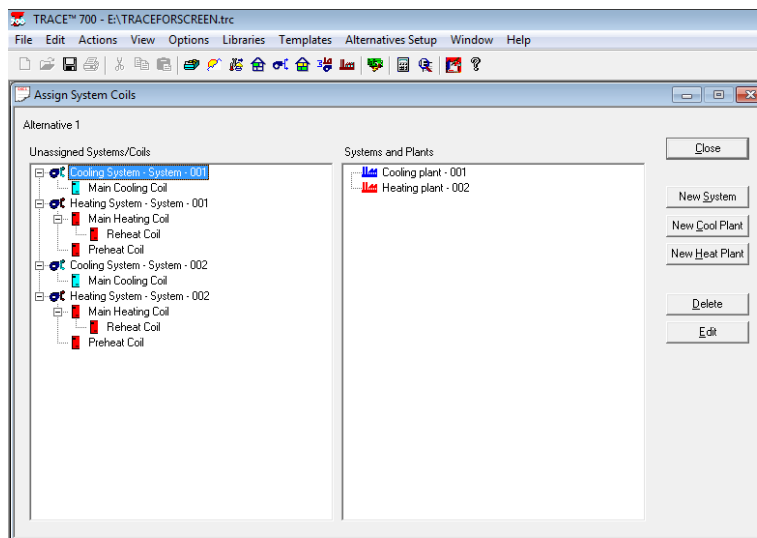 TRACE™ 700 - E:\TRACEFORSCREEN.trc
File Edit Actions View Options Libraries Templates Alternatives Setup Window Help
Assign System Coils
Alternative 1
Unassigned Systems/Coils
Cooling System - System - 001
Main Cooling Coil
Heating System - System - 001
Main Heating Coil
Reheat Coil
Preheat Coil
Cooling System - System - 002
Main Cooling Coil
Heating System - System - 002
Main Heating Coil
Reheat Coil
Preheat Coil
Systems and Plants
Cooling plant - 001
Heating plant - 002
Close
New System
New Cool Plant
New Heat Plant
Delete
Edit